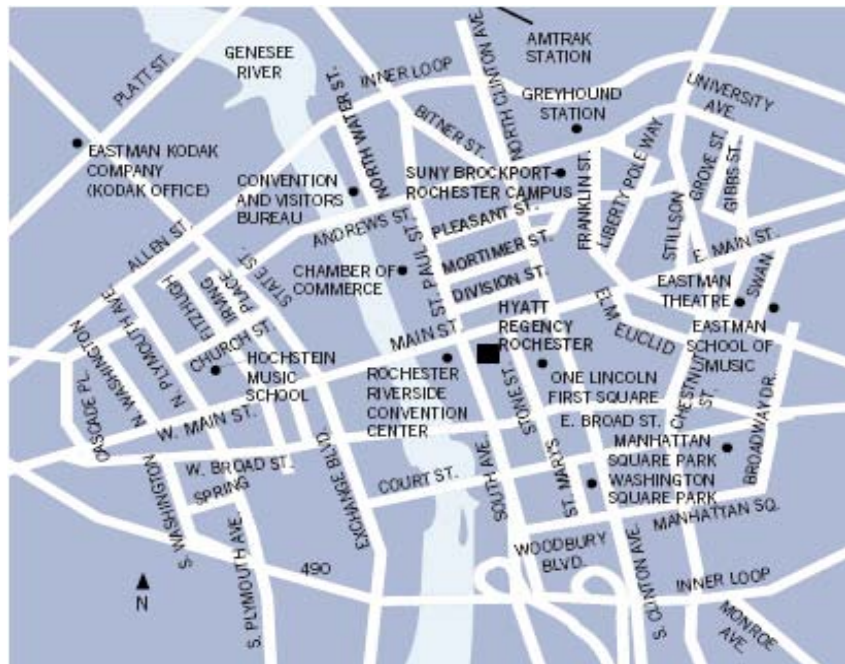 PLATT ST.
GENESEE
RIVER
NORTH WATER ST.
INNER LOOP
NORTH CLINTON AVE.
AMTRAK
STATION
GREYHOUND
STATION
UNIVERSITY
AVE.
BITNER ST.
EASTMAN KODAK
COMPANY
(KODAK OFFICE)
CONVENTION
AND VISITORS
BUREAU
SUNY BROCKPORT-
ROCHESTER CAMPUS
FRANKLIN ST.
LIBERTY POLE WAY
STILLSON
GROVE ST.
GIBBS ST.
ALLEN ST.
STATE ST.
ANDREWS ST.
ST. PAUL ST.
PLEASANT ST.
MORTIMER ST.
DIVISION ST.
E. MAIN ST.
CHAMBER OF
COMMERCE
FITZHUGH
IRVING
PLACE
CHURCH ST.
MAIN ST.
HYATT
REGENCY
ROCHESTER
ELM
EUCLID
EASTMAN
THEATRE
SWAN
EASTMAN
SCHOOL OF
MUSIC
CASCADE PL.
N. WASHINGTON
N. PLYMOUTH AVE.
HOCHSTEIN
MUSIC
SCHOOL
ROCHESTER
RIVERSIDE
CONVENTION
CENTER
STONE ST.
ONE LINCOLN
FIRST SQUARE
CHESTNUT
ST.
E. BROAD ST.
BROADWAY DR.
W. MAIN ST.
W. BROAD ST.
EXCHANGE BLVD.
COURT ST.
SOUTH AVE.
ST. MARYS
MANHATTAN
SQUARE PARK
WASHINGTON
SQUARE PARK
MANHATTAN SQ.
SPRING
S. WASHINGTON
S. PLYMOUTH AVE.
490
WOODBURY
BLVD.
S. CLINTON AVE.
INNER LOOP
MONROE
AVE.
N